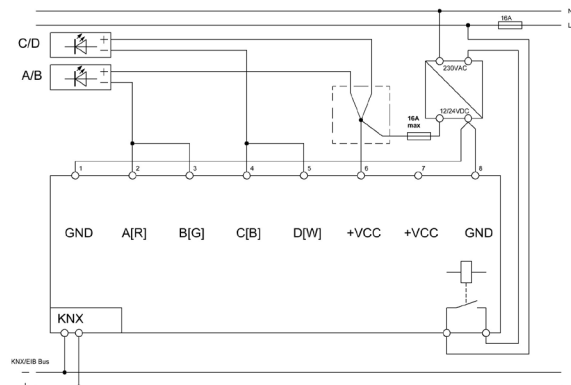 N
16A
L
C/D
+
−
A/B
+
−
230VAC
12/24VDC
16A
max
1 2 3 4 5 6 7 8
GND A[R] B[G] C[B] D[W] +VCC +VCC GND
KNX
KNX/EIB Bus